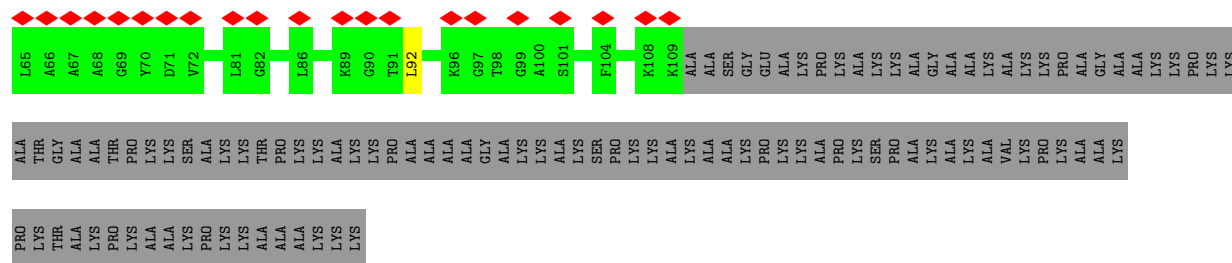 L65 A66 A67 A68 G69 Y70 D71 V72 L81 G82 L86 K89 G90 T91 L92 K96 G97 T98 G99 A100 S101 F104 K108 K109 ALA ALA SER GLY GLU ALA LYS PRO LYS ALA LYS LYS ALA GLY ALA ALA LYS ALA LYS LYS PRO ALA GLY ALA ALA LYS LYS PRO LYS LYS
ALA THR GLY ALA ALA THR PRO LYS LYS SER ALA LYS LYS THR PRO LYS LYS ALA LYS LYS PRO ALA ALA ALA ALA GLY ALA LYS LYS ALA LYS SER PRO LYS LYS ALA LYS ALA ALA GLY PRO LYS LYS ALA PRO LYS SER PRO ALA LYS ALA LYS ALA VAL LYS PRO LYS ALA ALA LYS
PRO LYS THR ALA LYS PRO LYS ALA ALA LYS PRO LYS LYS ALA ALA ALA LYS LYS LYS